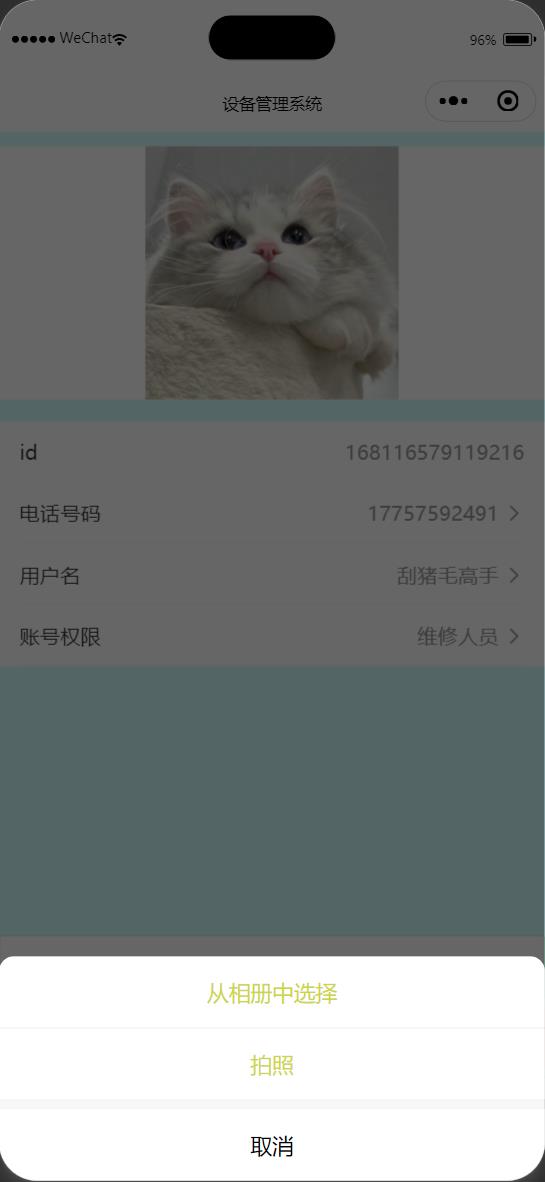 WeChat 96%
设备管理系统
id 168116579119216
电话号码 17757592491
用户名 刮猪毛高手
账号权限 维修人员
从相册中选择
拍照
取消